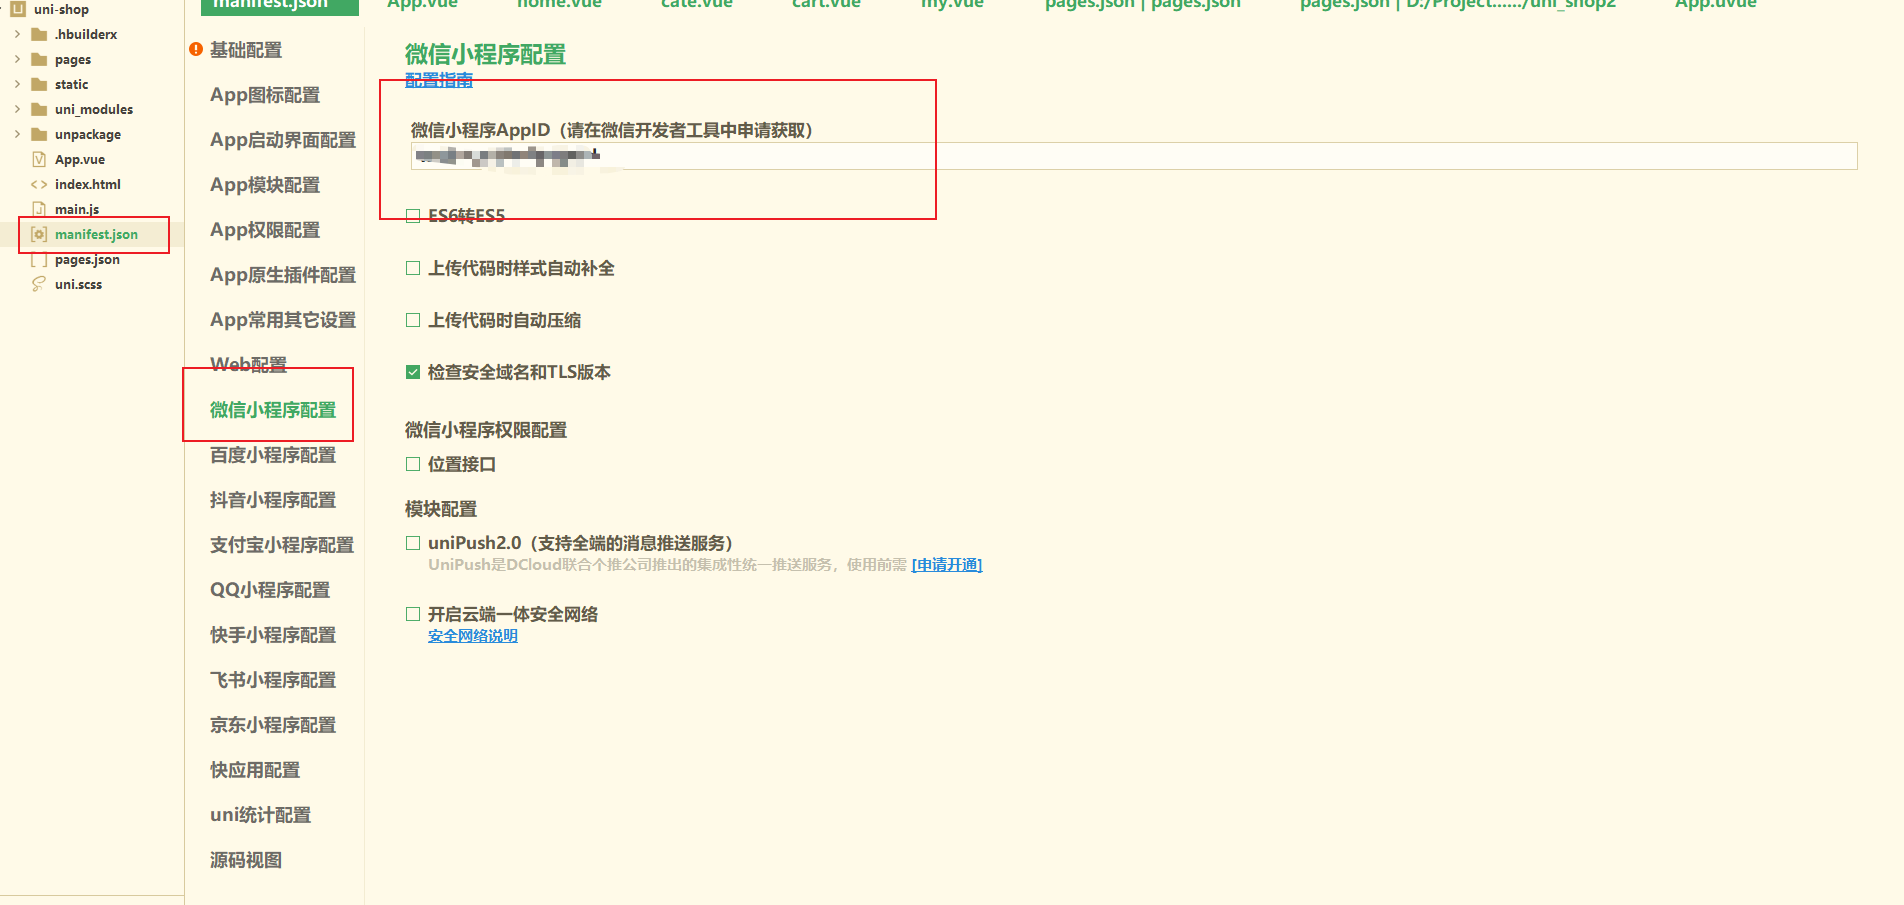 uni-shop
.hbuilderx
pages
static
uni_modules
unpackage
App.vue
index.html
main.js
manifest.json
pages.json
uni.scss
manifest.json
App.vue
home.vue
cate.vue
cart.vue
my.vue
pages.json | pages.json
pages.json | D:/Project....../uni_shop2
App.uvue
基础配置
App图标配置
App启动界面配置
App模块配置
App权限配置
App原生插件配置
App常用其它设置
Web配置
微信小程序配置
百度小程序配置
抖音小程序配置
支付宝小程序配置
QQ小程序配置
快手小程序配置
飞书小程序配置
京东小程序配置
快应用配置
uni统计配置
源码视图
微信小程序配置
配置指南
微信小程序AppID（请在微信开发者工具中申请获取）
ES6转ES5
上传代码时样式自动补全
上传代码时自动压缩
检查安全域名和TLS版本
微信小程序权限配置
位置接口
模块配置
uniPush2.0（支持全端的消息推送服务）
UniPush是DCloud联合个推公司推出的集成性统一推送服务，使用前需 [申请开通]
开启云端一体安全网络
安全网络说明